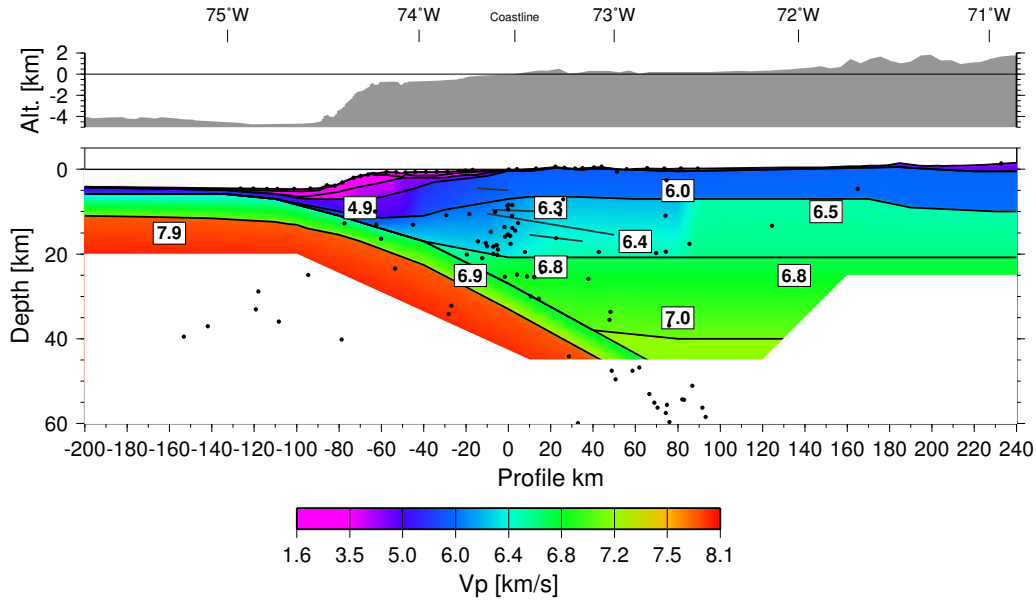 75°W 74°W Coastline 73°W 72°W 71°W
2
0
-2
-4
Alt. [km]
0
20
40
60
Depth [km]
6.0
4.9 6.3 6.5
7.9 6.4
6.9 6.8 6.8
7.0
-200 -180 -160 -140 -120 -100 -80 -60 -40 -20 0 20 40 60 80 100 120 140 160 180 200 220 240
Profile km
1.6 3.5 5.0 6.0 6.4 6.8 7.2 7.5 8.1
Vp [km/s]